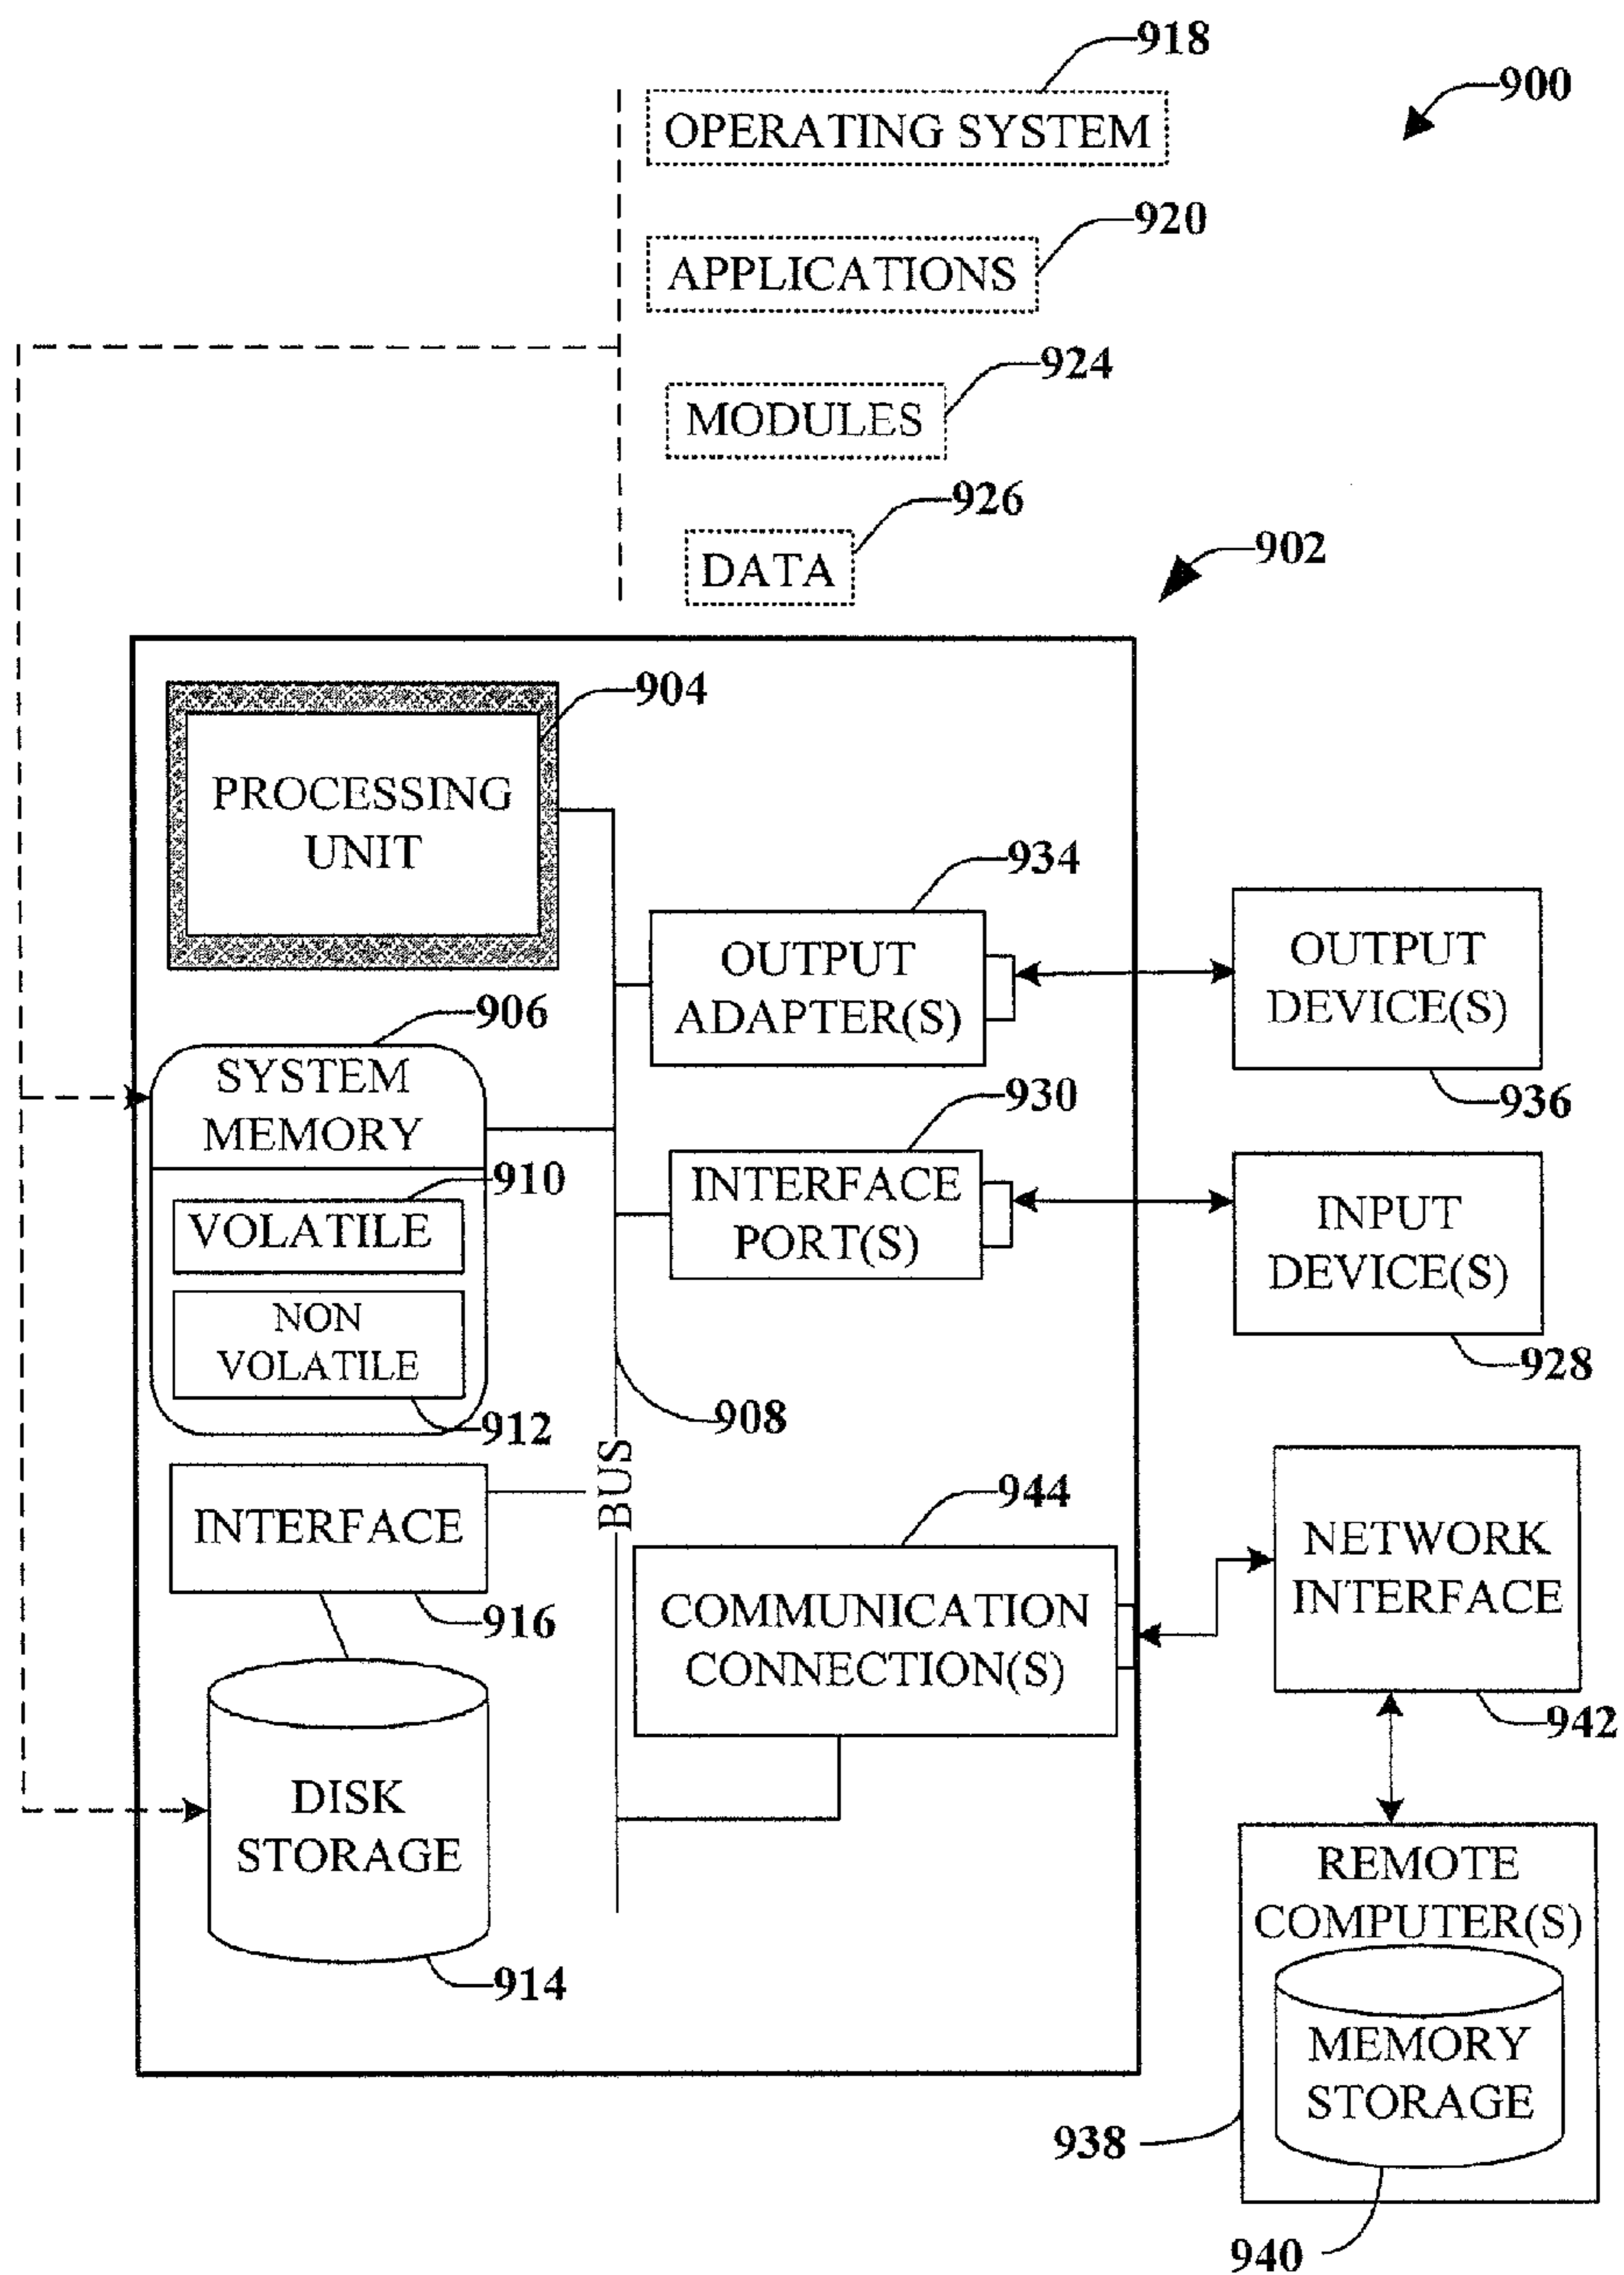 918
900
OPERATING SYSTEM
920
APPLICATIONS
924
MODULES
926
902
DATA
904
PROCESSING
UNIT
934
OUTPUT
ADAPTER(S)
OUTPUT
DEVICE(S)
936
906
SYSTEM
MEMORY
930
910
INTERFACE
PORT(S)
VOLATILE
INPUT
DEVICE(S)
928
NON
VOLATILE
912
908
BUS
INTERFACE
916
944
COMMUNICATION
CONNECTION(S)
NETWORK
INTERFACE
942
DISK
STORAGE
914
REMOTE
COMPUTER(S)
MEMORY
STORAGE
938
940